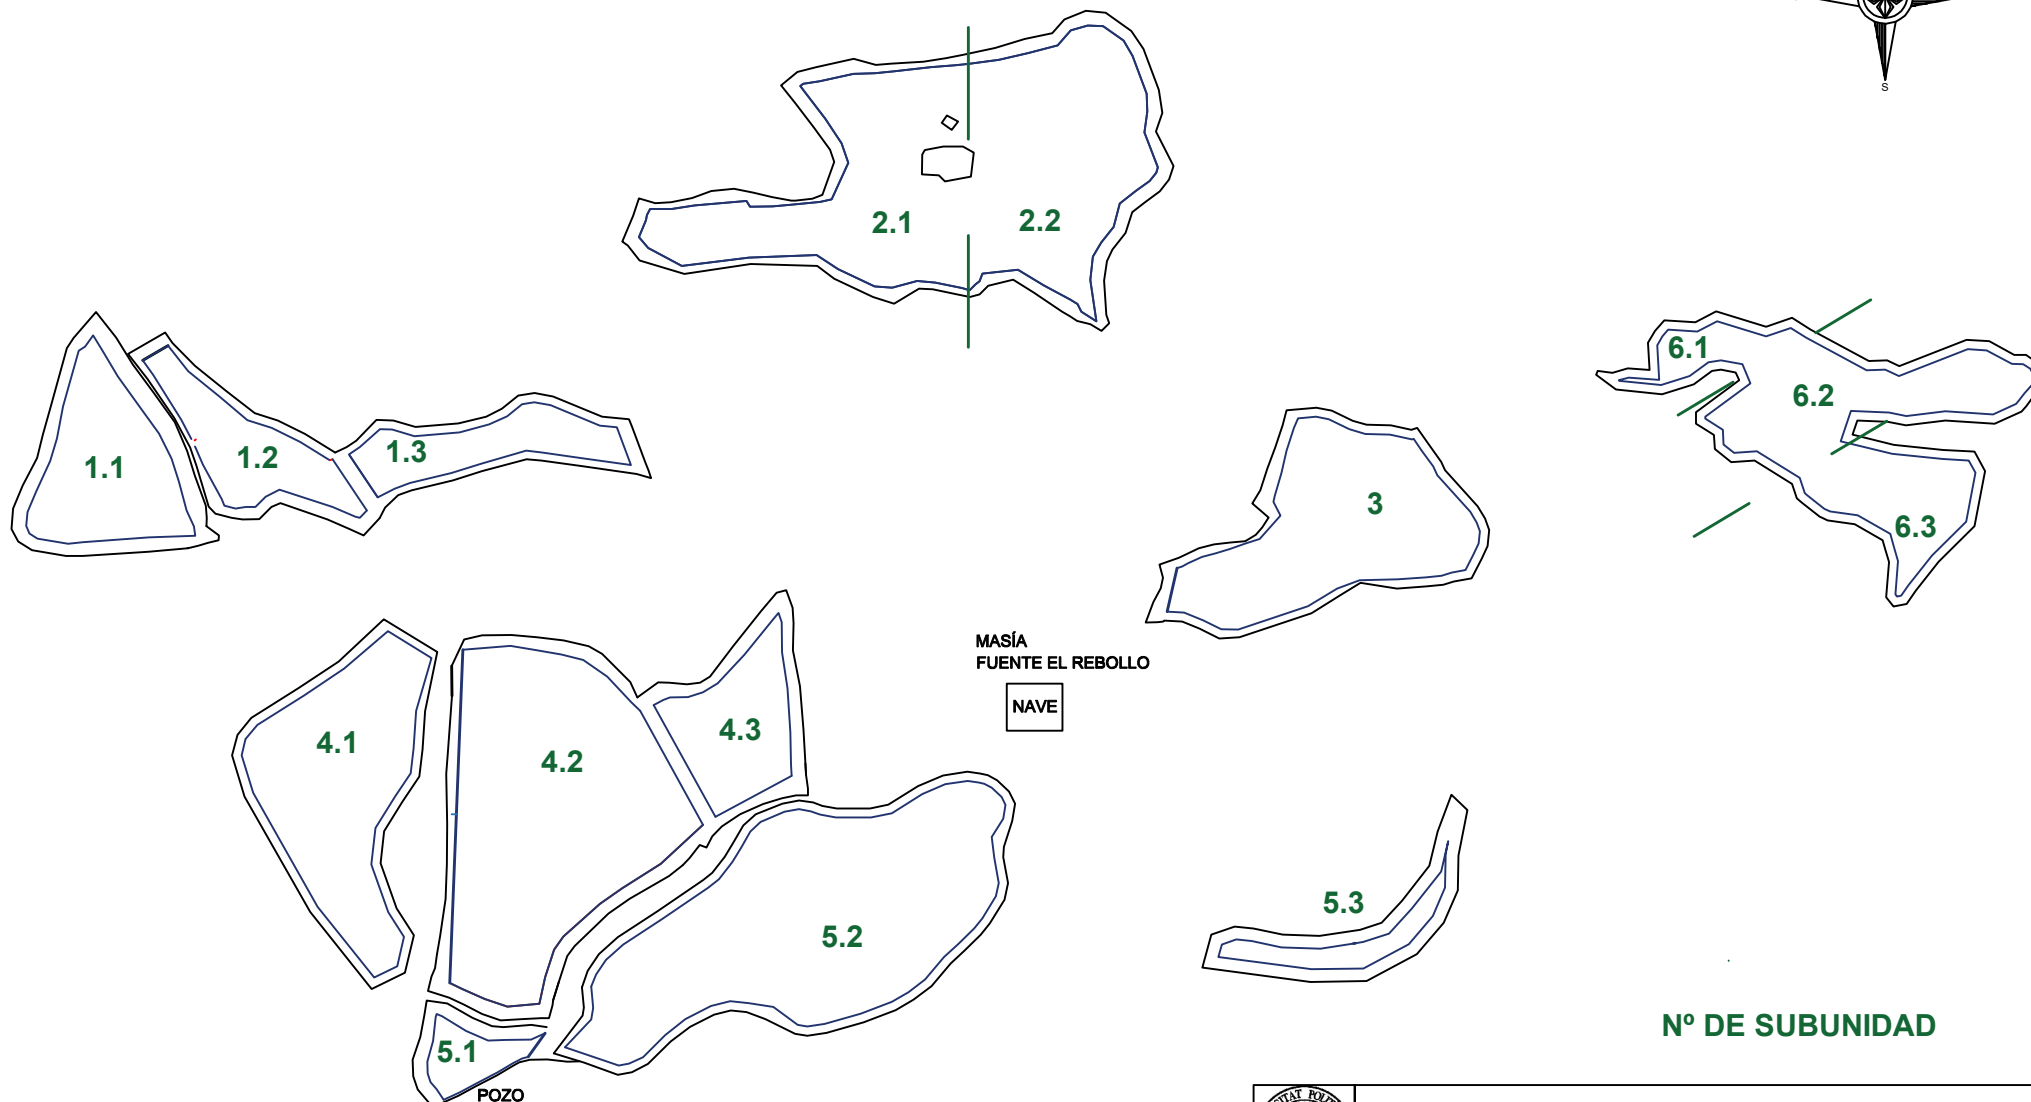 S
2.1
2.2
6.1
6.2
6.3
1.1
1.2
1.3
3
MASÍA
FUENTE EL REBOLLO
NAVE
4.1
4.2
4.3
5.2
5.3
5.1
POZO
Nº DE SUBUNIDAD